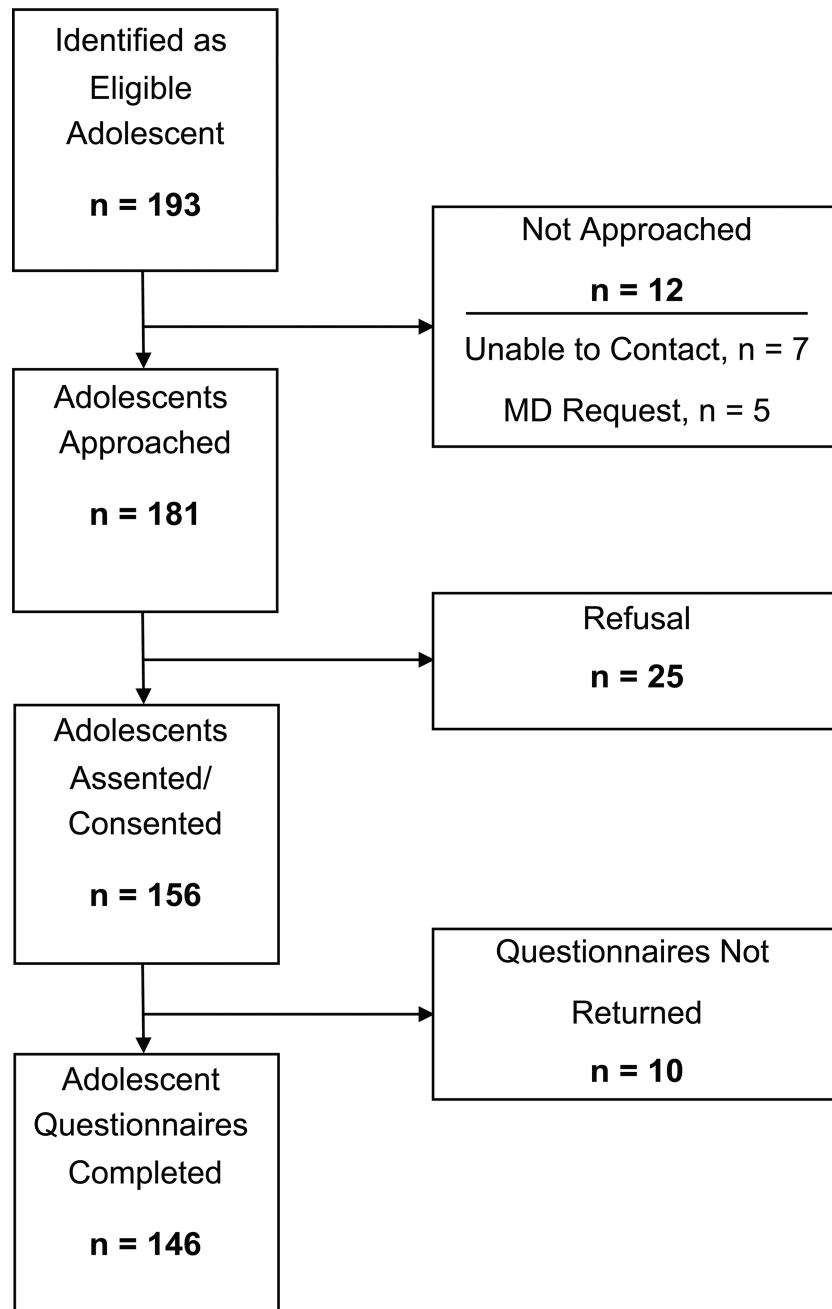 Identified as
Eligible
Adolescent
n = 193
Not Approached
n = 12
Unable to Contact, n = 7
MD Request, n = 5
Adolescents
Approached
n = 181
Refusal
n = 25
Adolescents
Assented/
Consented
n = 156
Questionnaires Not
Returned
n = 10
Adolescent
Questionnaires
Completed
n = 146